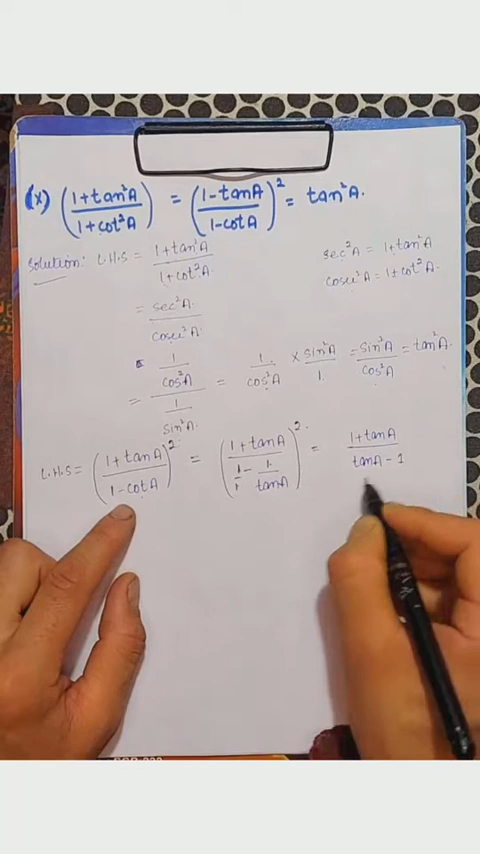 (x) (1+tan²A / 1+cot²A) = (1-tanA / 1-cotA)² = tan²A.
Solution: L.H.S = 1+tan²A / 1+cot²A
sec²A = 1+tan²A
cosec²A = 1+cot²A.
= sec²A / cosec²A
= (1/cos²A) / (1/sin²A) = 1/cos²A × sin²A/1 = sin²A/cos²A = tan²A.
L.H.S = (1+tanA / 1-cotA)² = (1+tanA / 1/1 - 1/tanA)² = 1+tanA / tanA - 1